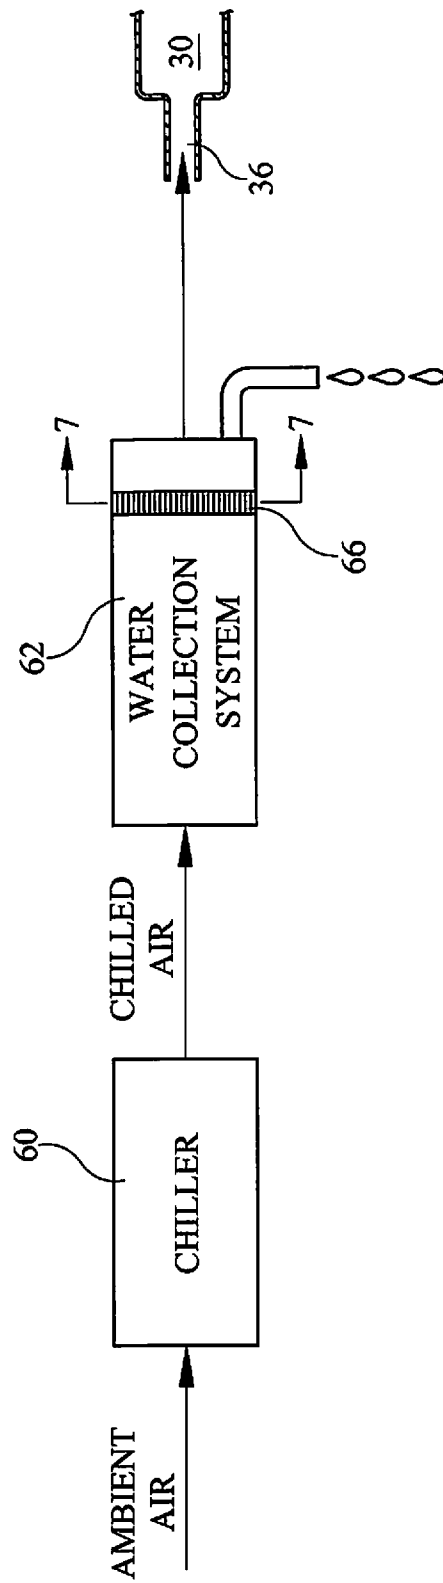 AMBIENT
AIR
60
CHILLER
CHILLED
AIR
62
WATER
COLLECTION
SYSTEM
66
7
7
36
30